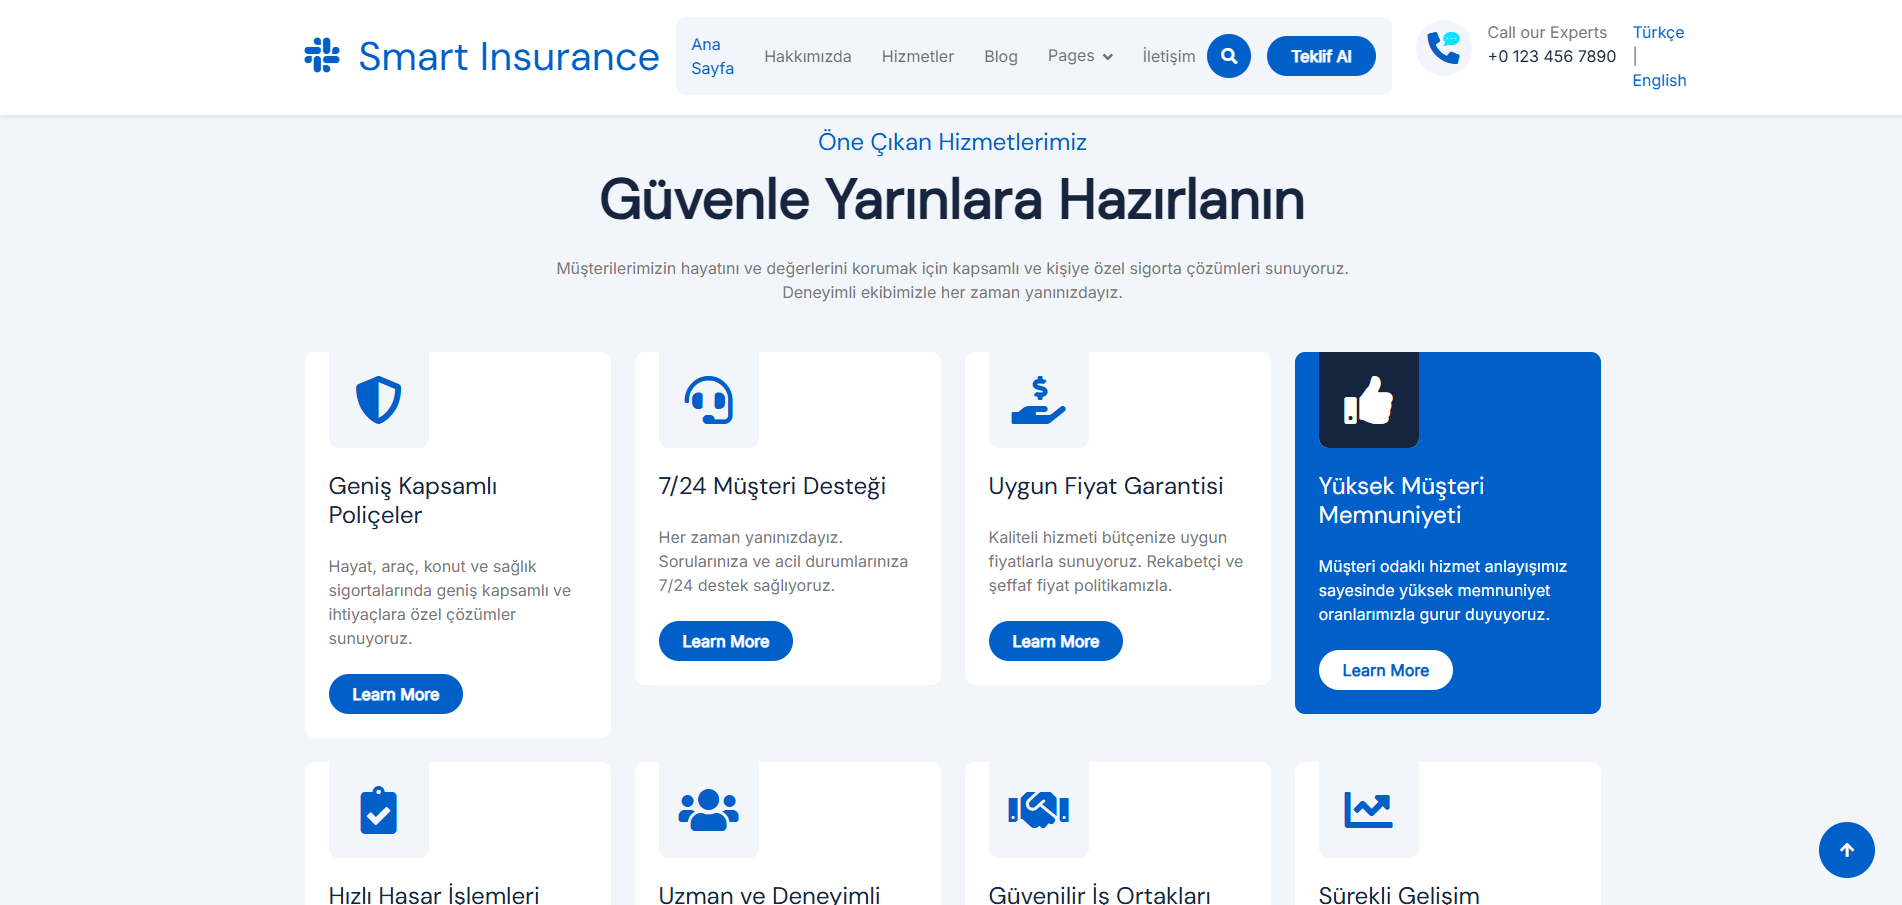 Smart Insurance
Ana
Sayfa
Hakkımızda
Hizmetler
Blog
Pages
İletişim
Teklif Al
Call our Experts
+0 123 456 7890
Türkçe
|
English
Öne Çıkan Hizmetlerimiz
Güvenle Yarınlara Hazırlanın
Müşterilerimizin hayatını ve değerlerini korumak için kapsamlı ve kişiye özel sigorta çözümleri sunuyoruz.
Deneyimli ekibimizle her zaman yanınızdayız.
Geniş Kapsamlı
Poliçeler
Hayat, araç, konut ve sağlık
sigortalarında geniş kapsamlı ve
ihtiyaçlara özel çözümler
sunuyoruz.
Learn More
7/24 Müşteri Desteği
Her zaman yanınızdayız.
Sorularınıza ve acil durumlarınıza
7/24 destek sağlıyoruz.
Learn More
Uygun Fiyat Garantisi
Kaliteli hizmeti bütçenize uygun
fiyatlarla sunuyoruz. Rekabetçi ve
şeffaf fiyat politikamızla.
Learn More
Yüksek Müşteri
Memnuniyeti
Müşteri odaklı hizmet anlayışımız
sayesinde yüksek memnuniyet
oranlarımızla gurur duyuyoruz.
Learn More
Hızlı Hasar İşlemleri
Uzman ve Deneyimli
Güvenilir İş Ortakları
Sürekli Gelişim